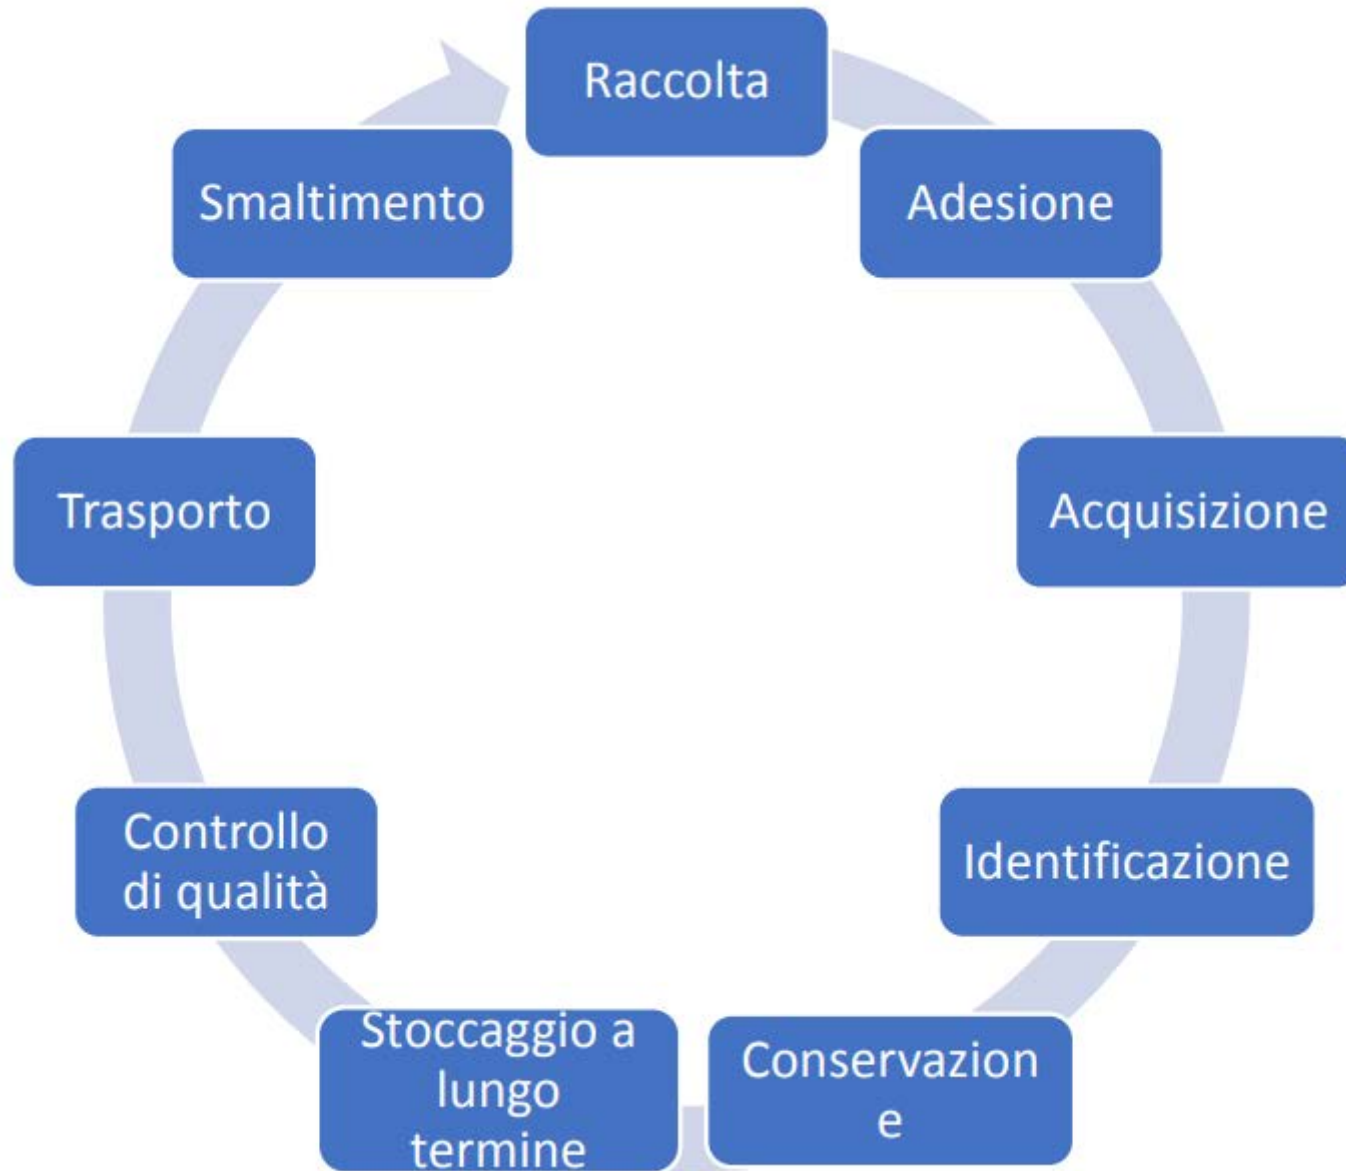 Raccolta
Adesione
Acquisizione
Identificazione
Conservazion
e
Stoccaggio a
lungo
termine
Controllo
di qualità
Trasporto
Smaltimento